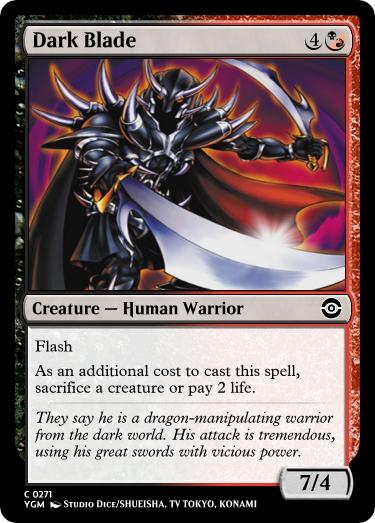 Dark Blade 4
Creature — Human Warrior
Flash
As an additional cost to cast this spell,
sacrifice a creature or pay 2 life.
They say he is a dragon-manipulating warrior
from the dark world. His attack is tremendous,
using his great swords with vicious power.
7/4
C 0271
YGM Studio Dice/SHUEISHA, TV TOKYO, KONAMI